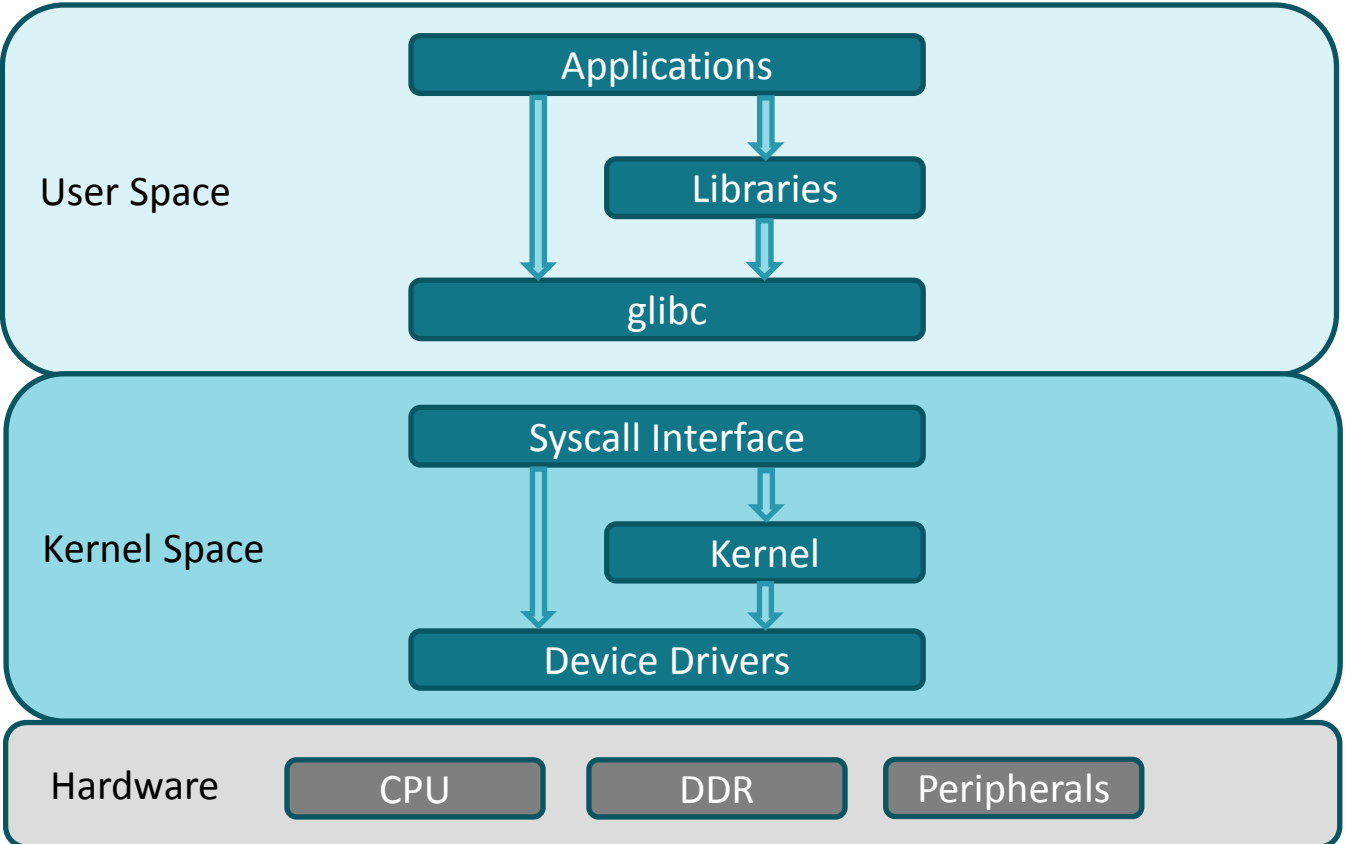 Applications
User Space
Libraries
glibc
Syscall Interface
Kernel Space
Kernel
Device Drivers
Hardware
CPU
DDR
Peripherals